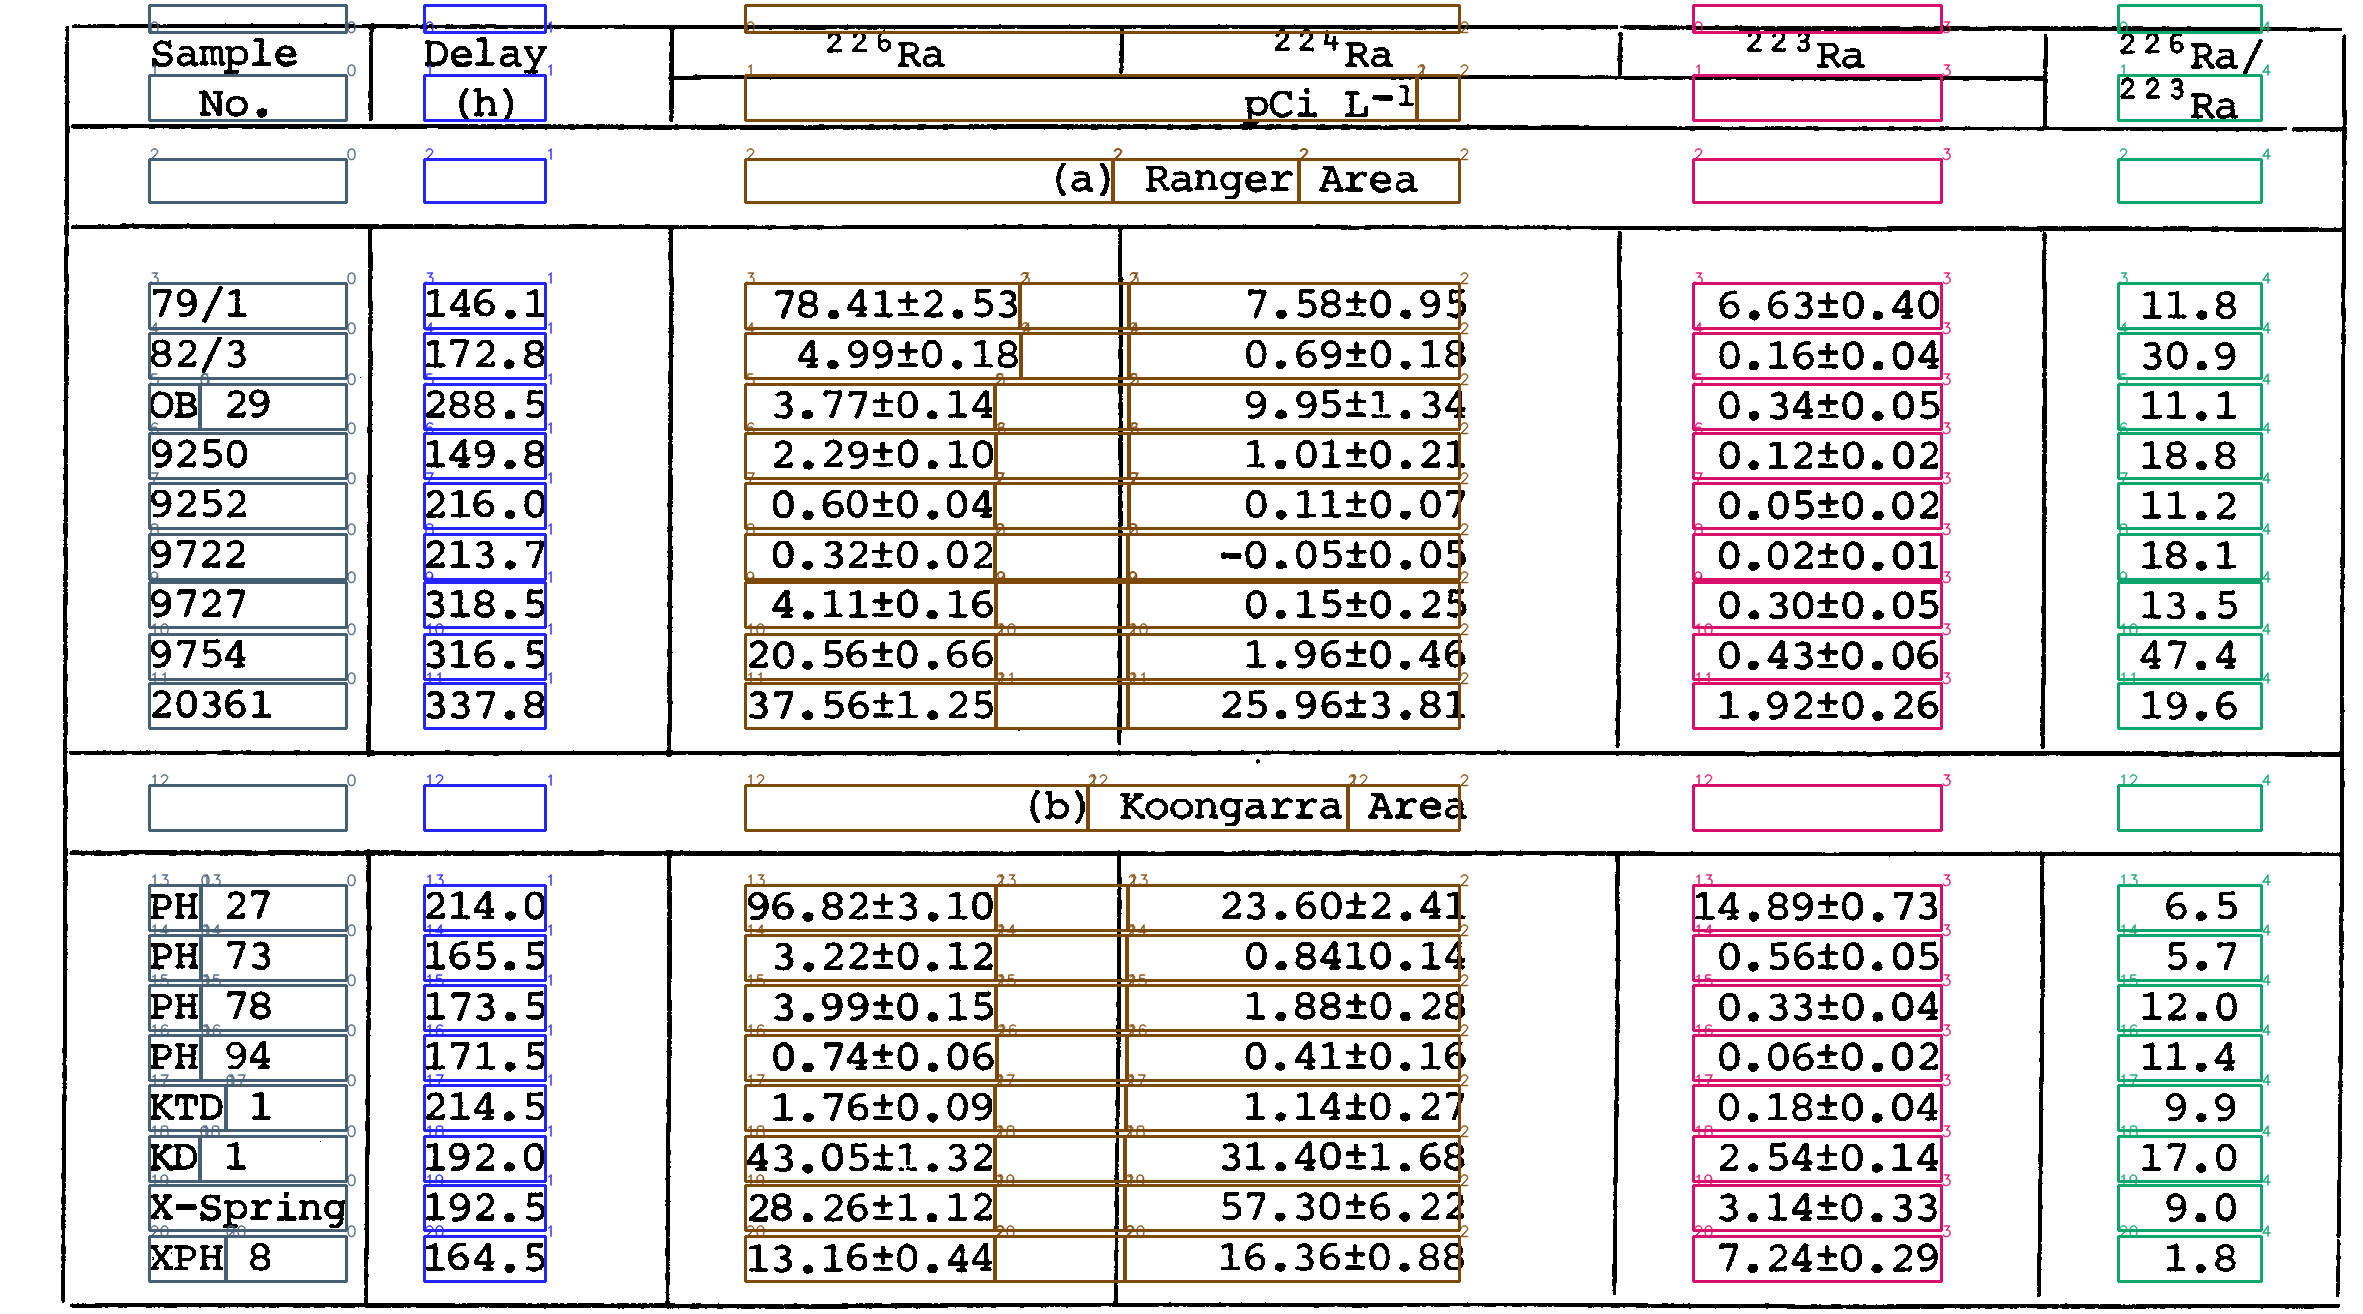 Sample Delay ²²⁶Ra ²²⁴Ra ²²³Ra ²²⁶Ra/
No. (h) pCi L⁻¹ ²²³Ra
(a) Ranger Area
79/1 146.1 78.41±2.53 7.58±0.95 6.63±0.40 11.8
82/3 172.8 4.99±0.18 0.69±0.18 0.16±0.04 30.9
OB 29 288.5 3.77±0.14 9.95±1.34 0.34±0.05 11.1
9250 149.8 2.29±0.10 1.01±0.21 0.12±0.02 18.8
9252 216.0 0.60±0.04 0.11±0.07 0.05±0.02 11.2
9722 213.7 0.32±0.02 -0.05±0.05 0.02±0.01 18.1
9727 318.5 4.11±0.16 0.15±0.25 0.30±0.05 13.5
9754 316.5 20.56±0.66 1.96±0.46 0.43±0.06 47.4
20361 337.8 37.56±1.25 25.96±3.81 1.92±0.26 19.6
(b) Koongarra Area
PH 27 214.0 96.82±3.10 23.60±2.41 14.89±0.73 6.5
PH 73 165.5 3.22±0.12 0.8410.14 0.56±0.05 5.7
PH 78 173.5 3.99±0.15 1.88±0.28 0.33±0.04 12.0
PH 94 171.5 0.74±0.06 0.41±0.16 0.06±0.02 11.4
KTD 1 214.5 1.76±0.09 1.14±0.27 0.18±0.04 9.9
KD 1 192.0 43.05±1.32 31.40±1.68 2.54±0.14 17.0
X-Spring 192.5 28.26±1.12 57.30±6.22 3.14±0.33 9.0
XPH 8 164.5 13.16±0.44 16.36±0.88 7.24±0.29 1.8